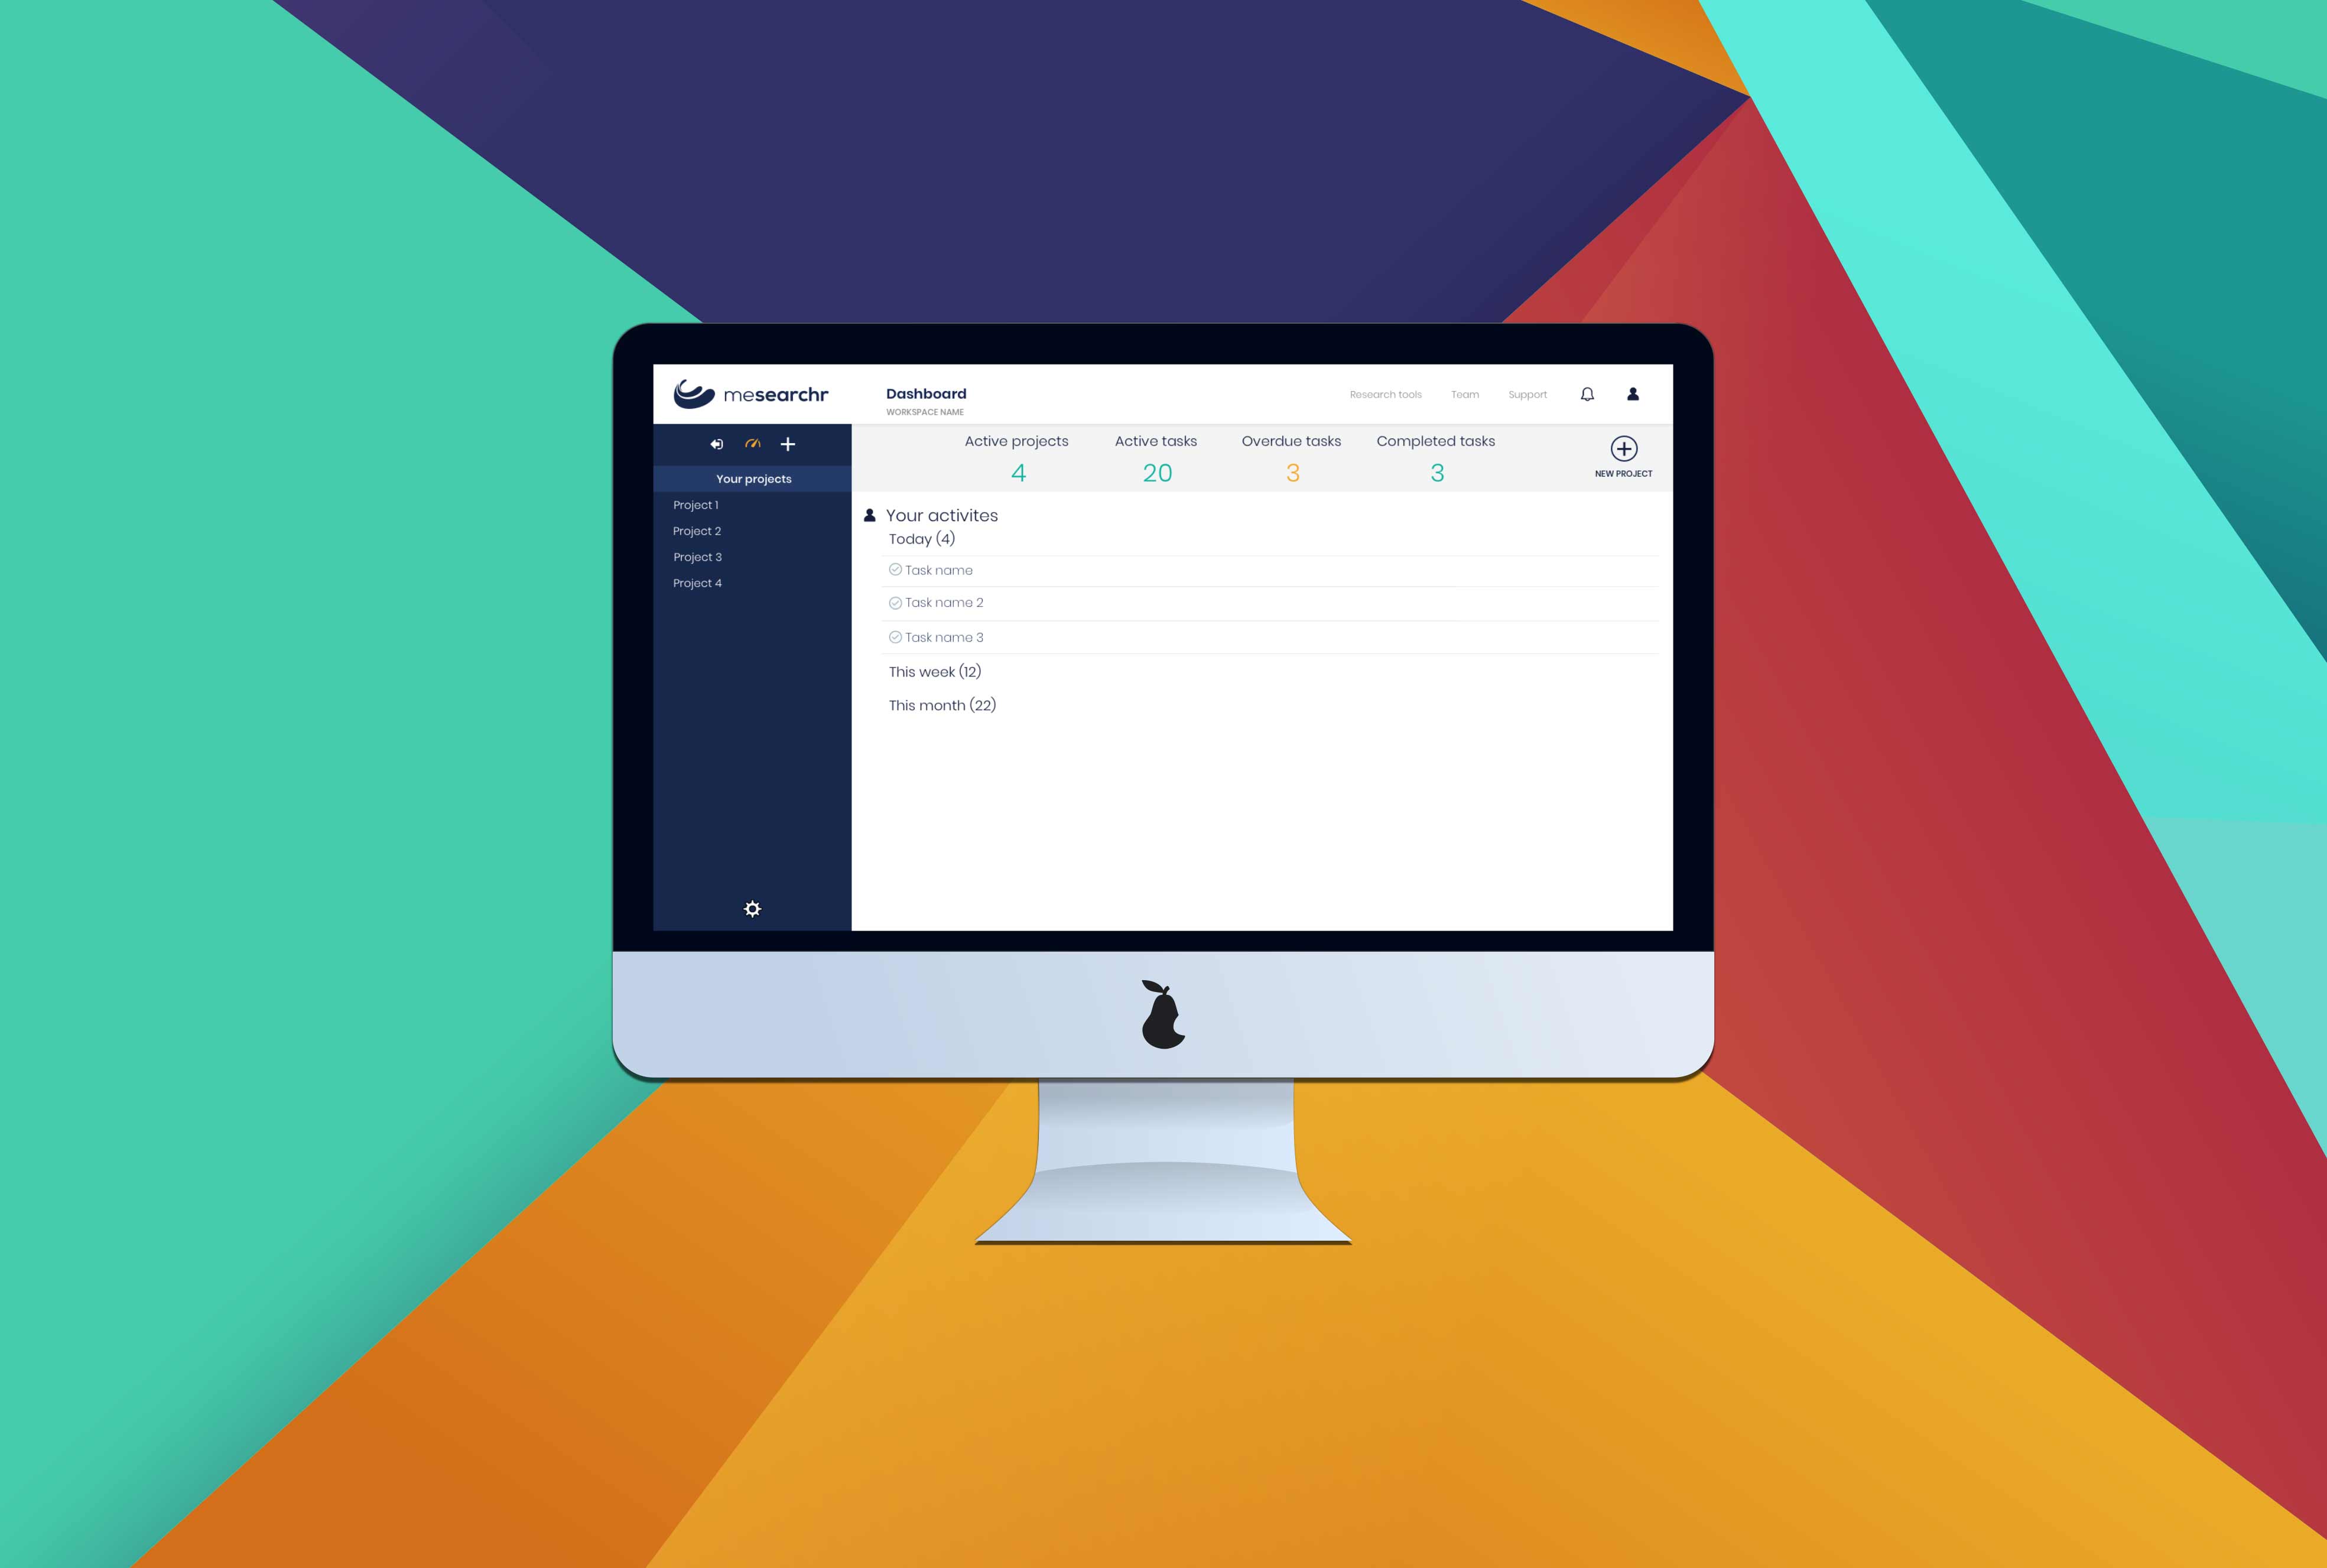 mesearchr
Dashboard
WORKSPACE NAME
Research tools
Team
Support
Your projects
Project 1
Project 2
Project 3
Project 4
Active projects
4
Active tasks
20
Overdue tasks
3
Completed tasks
3
NEW PROJECT
Your activites
Today (4)
Task name
Task name 2
Task name 3
This week (12)
This month (22)